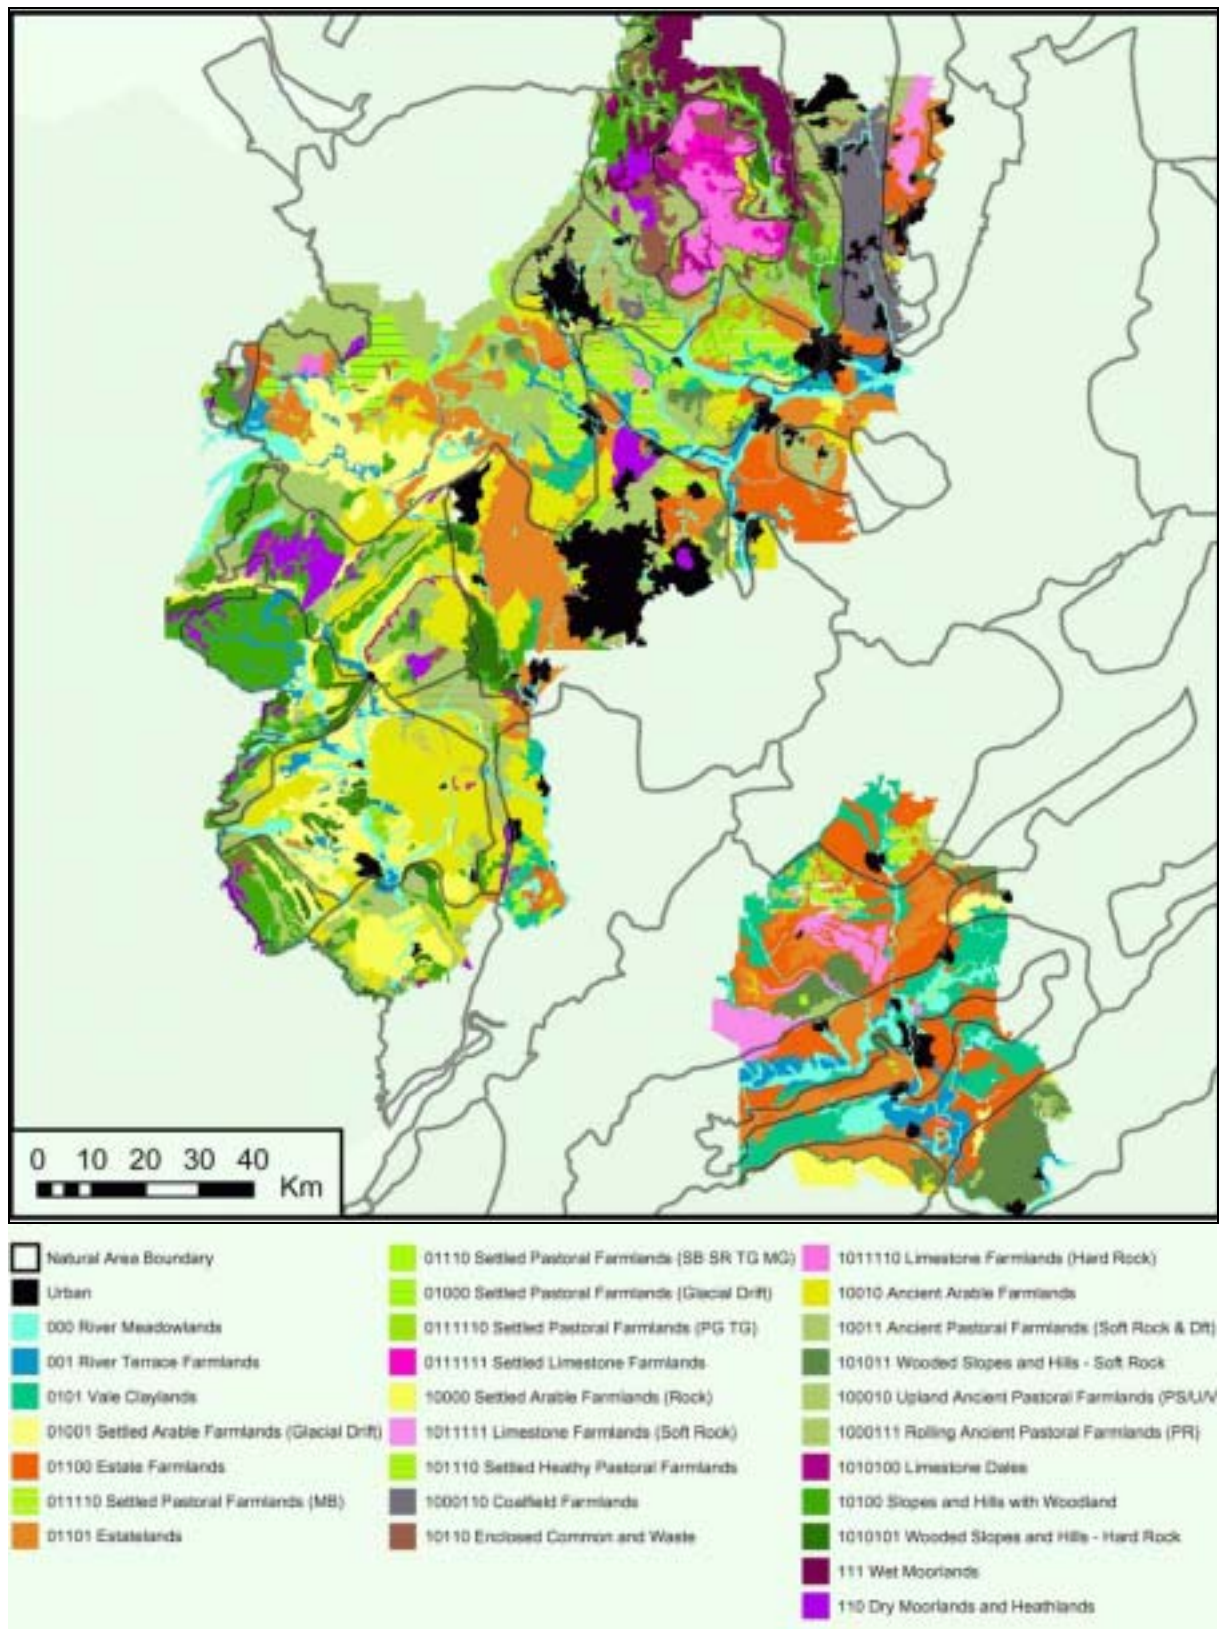 0 10 20 30 40
Km
Natural Area Boundary
Urban
000 River Meadowlands
001 River Terrace Farmlands
0101 Vale Claylands
01001 Settled Arable Farmlands (Glacial Drift)
01100 Estate Farmlands
011110 Settled Pastoral Farmlands (MB)
01101 Estatelands
01110 Settled Pastoral Farmlands (SB SR TG MG)
01000 Settled Pastoral Farmlands (Glacial Drift)
0111110 Settled Pastoral Farmlands (PG TG)
0111111 Settled Limestone Farmlands
10000 Settled Arable Farmlands (Rock)
1011111 Limestone Farmlands (Soft Rock)
101110 Settled Heathy Pastoral Farmlands
1000110 Coalfield Farmlands
10110 Enclosed Common and Waste
1011110 Limestone Farmlands (Hard Rock)
10010 Ancient Arable Farmlands
10011 Ancient Pastoral Farmlands (Soft Rock & Dft)
101011 Wooded Slopes and Hills - Soft Rock
100010 Upland Ancient Pastoral Farmlands (PS/U/V
1000111 Rolling Ancient Pastoral Farmlands (PR)
1010100 Limestone Dales
10100 Slopes and Hills with Woodland
1010101 Wooded Slopes and Hills - Hard Rock
111 Wet Moorlands
110 Dry Moorlands and Heathlands